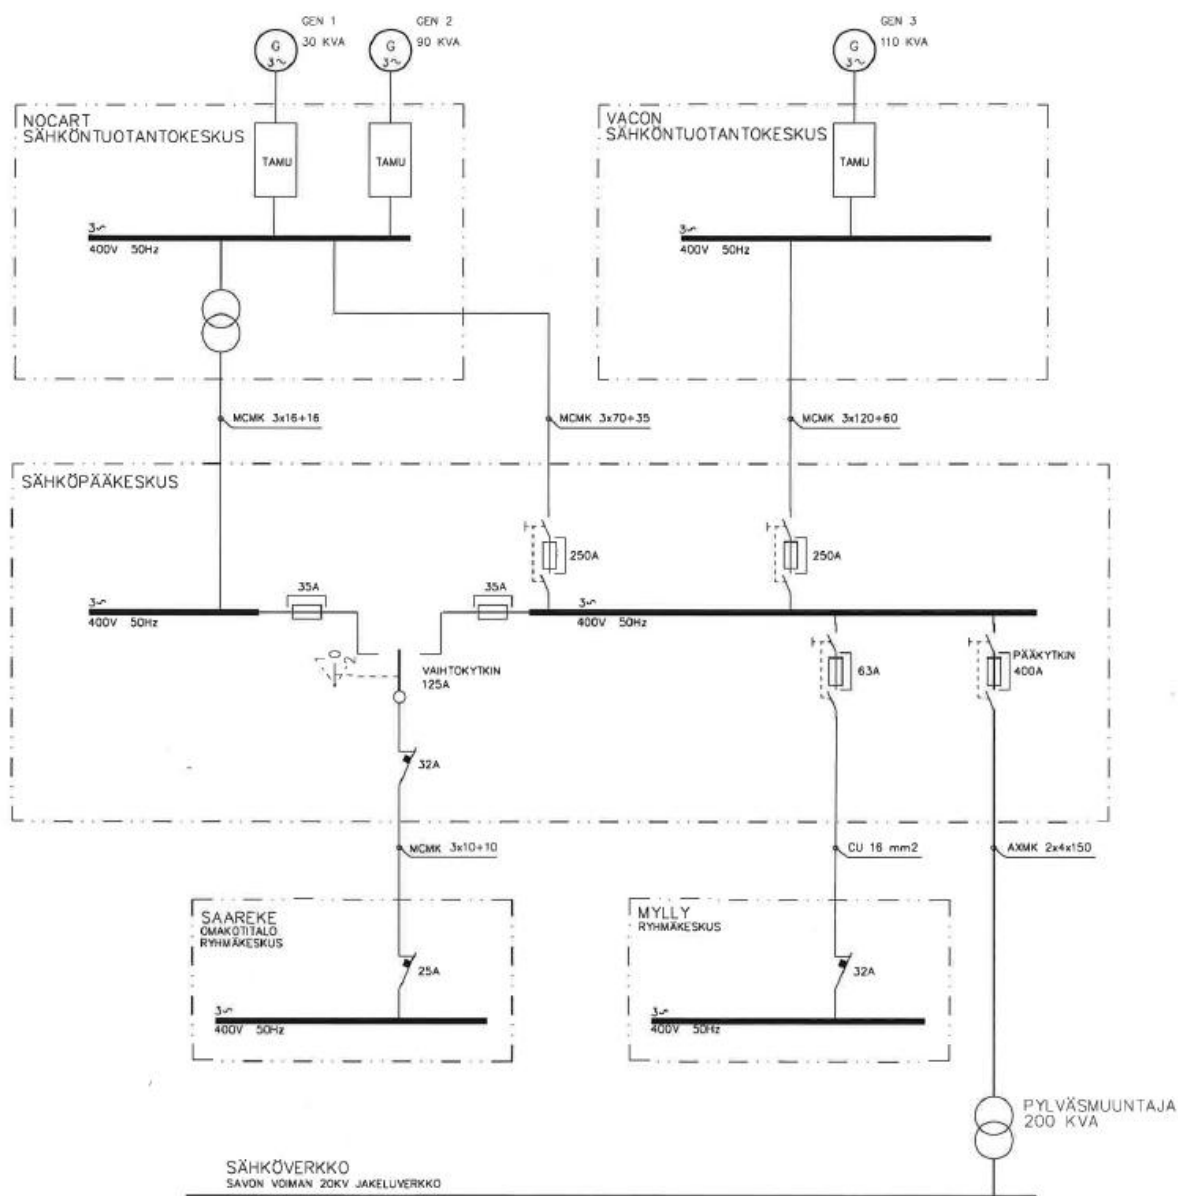 GEN 1
30 KVA
GEN 2
90 KVA
GEN 3
110 KVA
G
3~
G
3~
G
3~
NOCART
SÄHKÖNTUOTANTOKESKUS
VACON
SÄHKÖNTUOTANTOKESKUS
TAMU
TAMU
TAMU
3~
400V 50Hz
3~
400V 50Hz
MCMK 3x16+16
MCMK 3x70+35
MCMK 3x120+60
SÄHKÖPÄÄKESKUS
250A
250A
35A
35A
3~
400V 50Hz
3~
400V 50Hz
1 0 2
VAIHTOKYTKIN
125A
63A
PÄÄKYTKIN
400A
32A
MCMK 3x10+10
CU 16 mm2
AXMK 2x4x150
SAAREKE
OMAKOTITALO
RYHMÄKESKUS
MYLLY
RYHMÄKESKUS
25A
32A
3~
400V 50Hz
3~
400V 50Hz
PYLVÄSMUUNTAJA
200 KVA
SÄHKÖVERKKO
SAVON VOIMAN 20KV JAKELUVERKKO